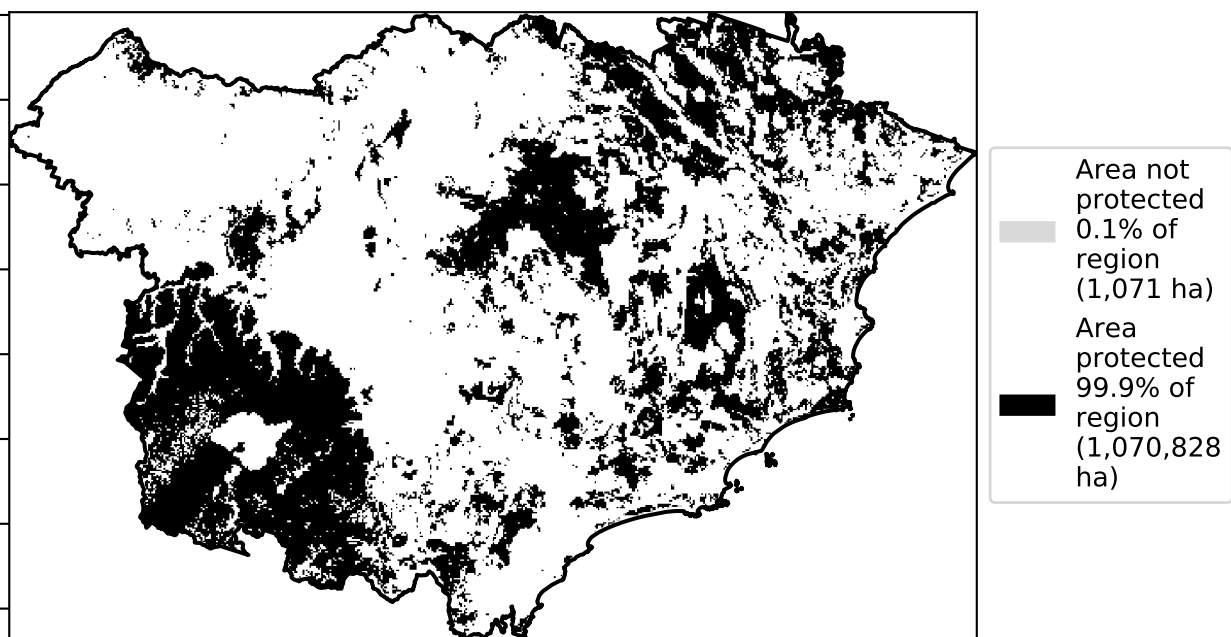 Area not
protected
0.1% of
region
(1,071 ha)
Area
protected
99.9% of
region
(1,070,828
ha)